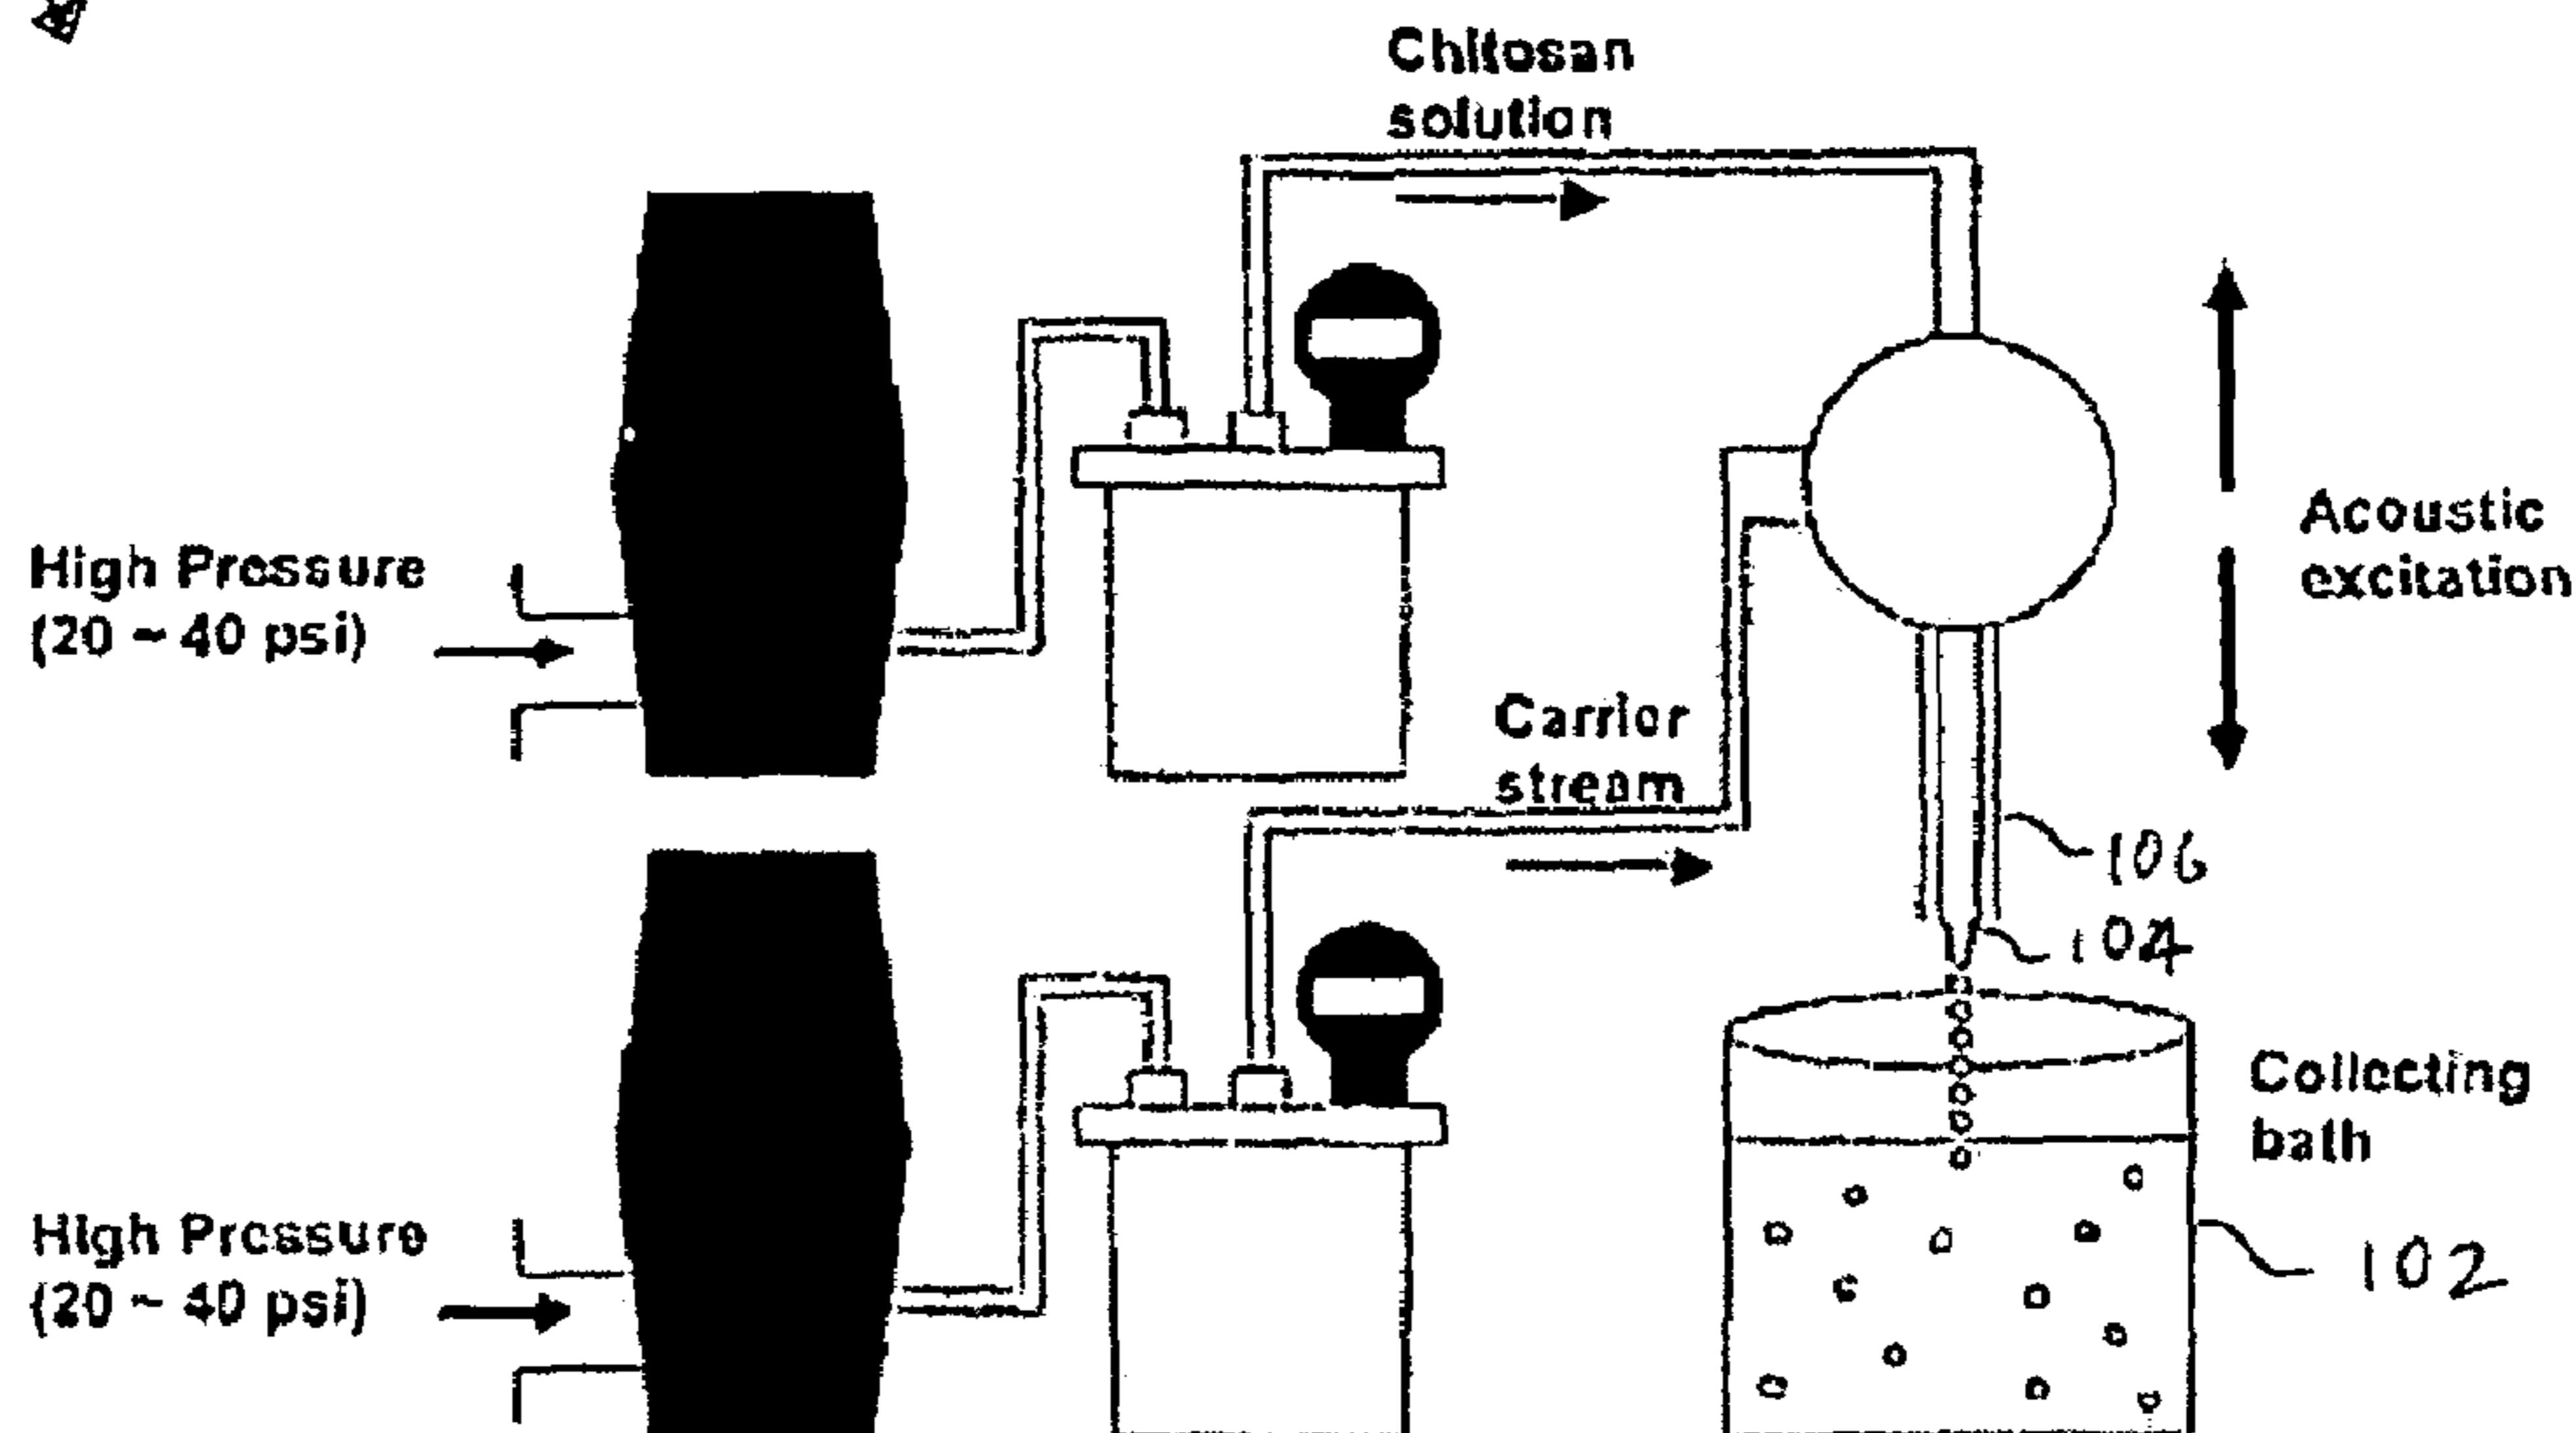 Chitosan
solution
High Pressure
(20 ~ 40 psi)
Acoustic
excitation
Carrier
stream
106
104
Collecting
bath
High Pressure
(20 ~ 40 psi)
102